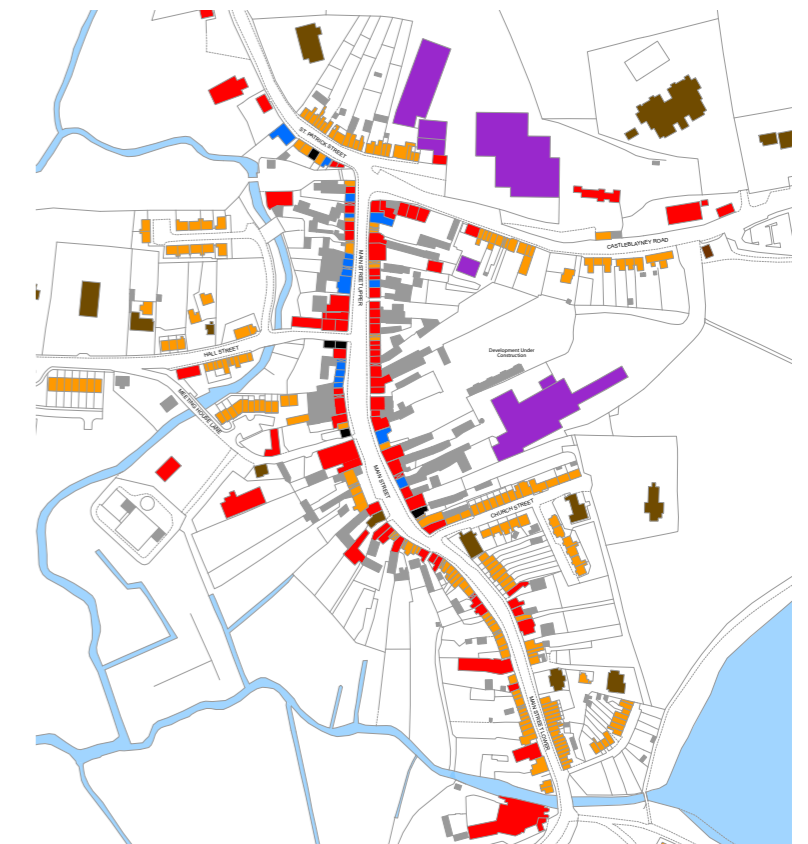 ST. PATRICK STREET
CASTLEBLAYNEY ROAD
MAIN STREET UPPER
HALL STREET
Development Under
Construction
MEETING HOUSE LANE
MAIN STREET
CHURCH STREET
MAIN STREET LOWER